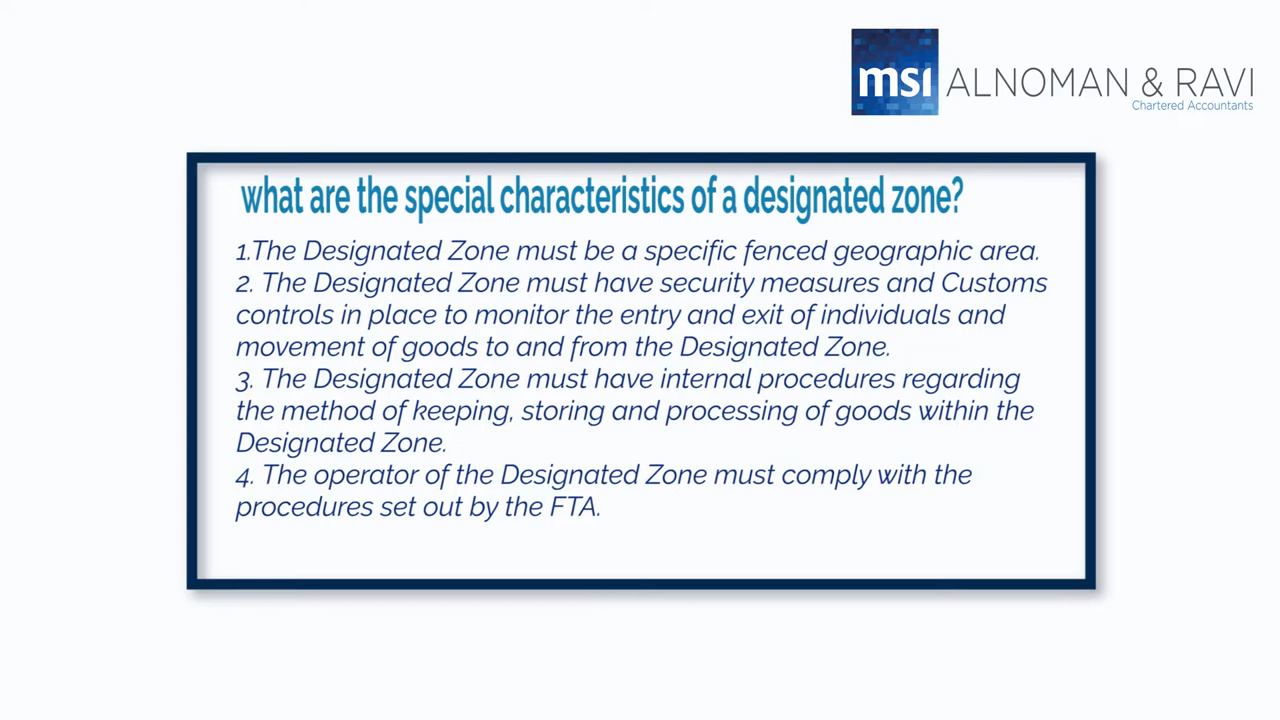 msi ALNOMAN & RAVI
Chartered Accountants
what are the special characteristics of a designated zone?
1.The Designated Zone must be a specific fenced geographic area.
2. The Designated Zone must have security measures and Customs
controls in place to monitor the entry and exit of individuals and
movement of goods to and from the Designated Zone.
3. The Designated Zone must have internal procedures regarding
the method of keeping, storing and processing of goods within the
Designated Zone.
4. The operator of the Designated Zone must comply with the
procedures set out by the FTA.